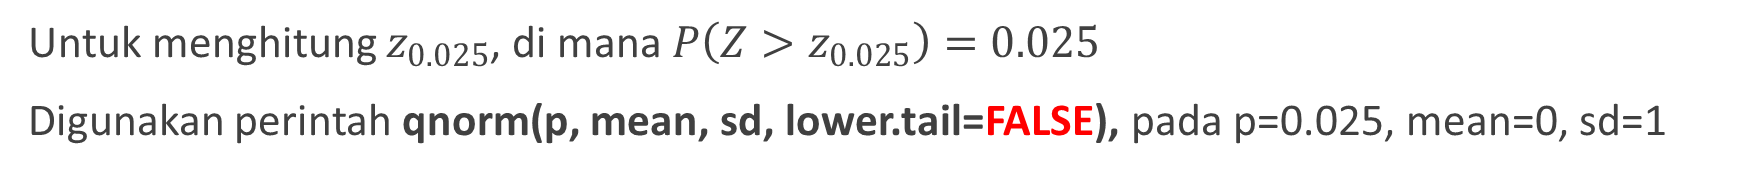 Untuk menghitung z₀.₀₂₅, di mana P(Z > z₀.₀₂₅) = 0.025
Digunakan perintah qnorm(p, mean, sd, lower.tail=FALSE), pada p=0.025, mean=0, sd=1